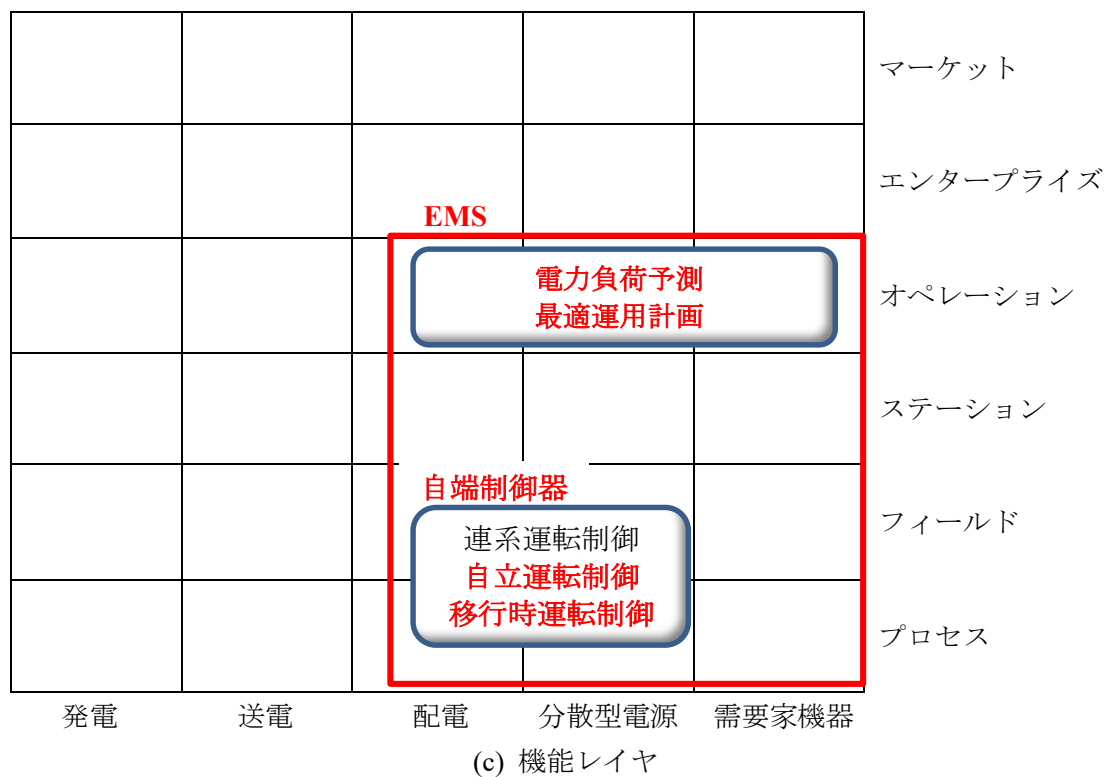 マーケット
エンタープライズ
EMS
電力負荷予測
最適運用計画
オペレーション
ステーション
自端制御器
連系運転制御
自立運転制御
移行時運転制御
フィールド
プロセス
発電 送電 配電 分散型電源 需要家機器
(c) 機能レイヤ